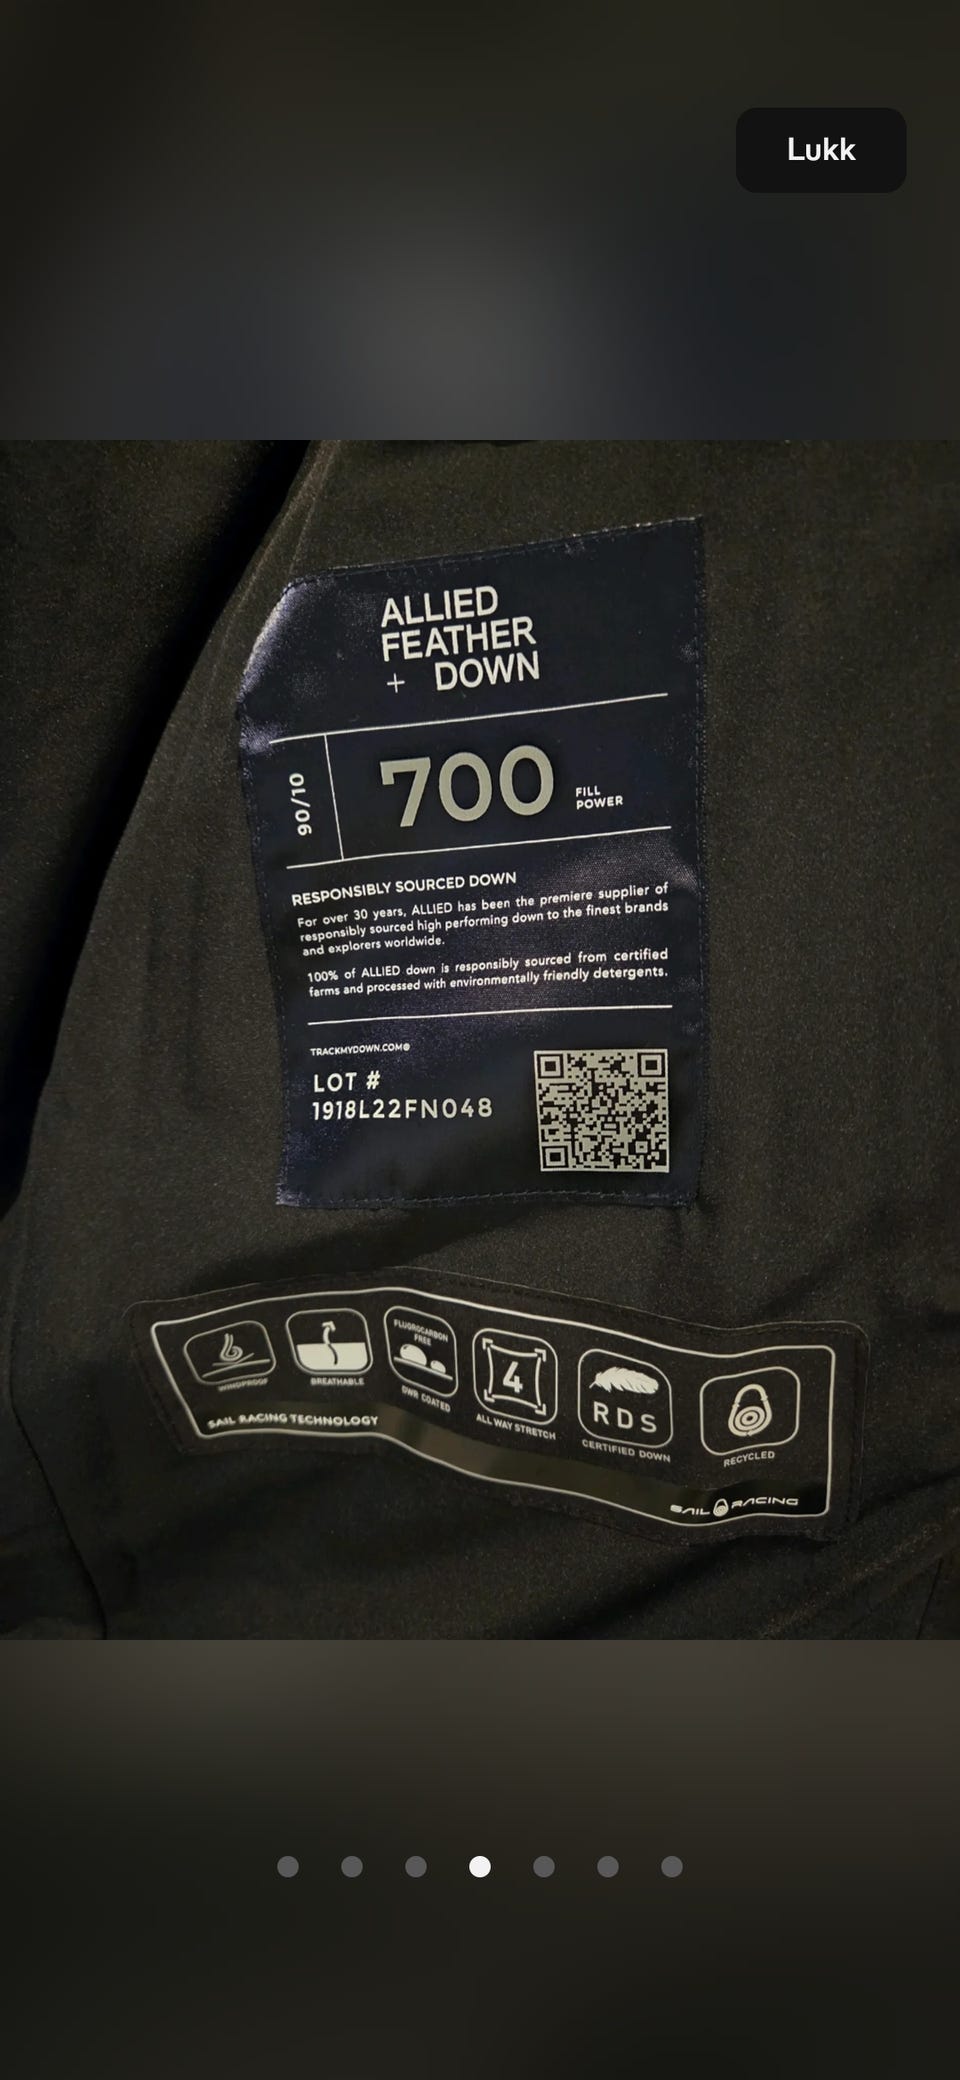 Lukk
ALLIED
FEATHER
+ DOWN
90/10
700
FILL
POWER
RESPONSIBLY SOURCED DOWN
For over 30 years, ALLIED has been the premiere supplier of
responsibly sourced high performing down to the finest brands
and explorers worldwide.
100% of ALLIED down is responsibly sourced from certified
farms and processed with environmentally friendly detergents.
TRACKMYDOWN.COM®
LOT #
1918L22FN048
WINDPROOF
BREATHABLE
FLUOROCARBON
FREE
DWR COATED
4
ALL WAY STRETCH
RDS
CERTIFIED DOWN
RECYCLED
SAIL RACING TECHNOLOGY
SAIL RACING